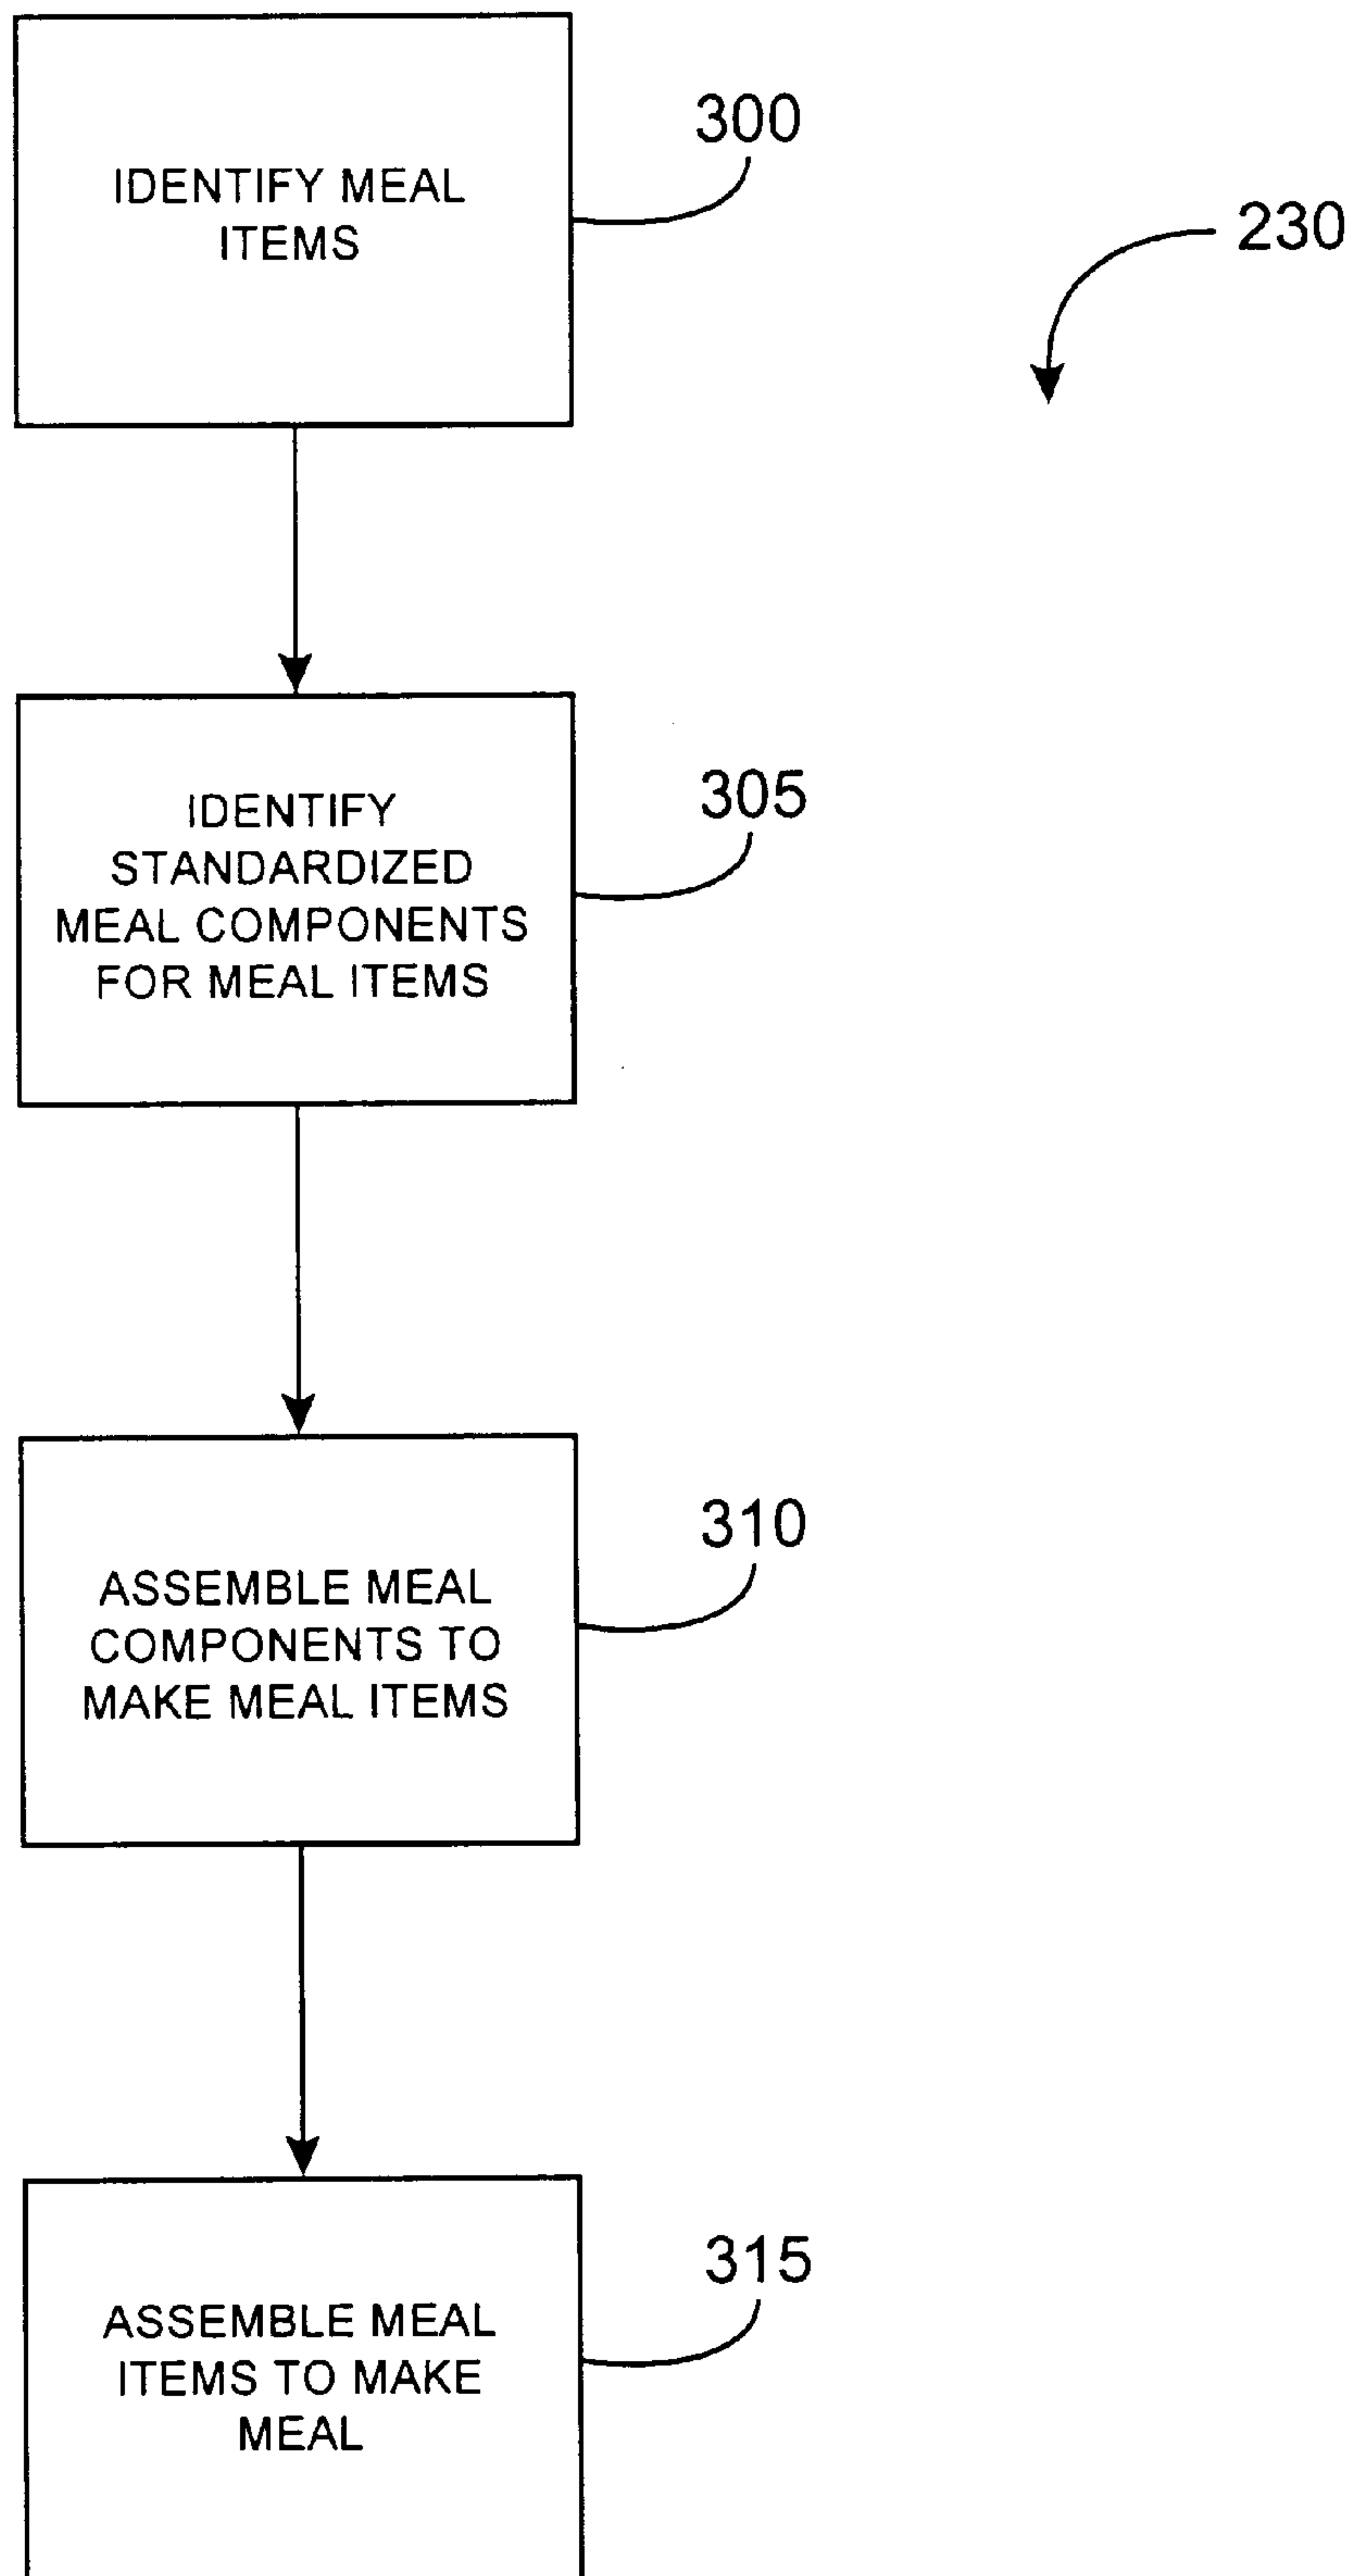 IDENTIFY MEAL
ITEMS
300
230
IDENTIFY
STANDARDIZED
MEAL COMPONENTS
FOR MEAL ITEMS
305
ASSEMBLE MEAL
COMPONENTS TO
MAKE MEAL ITEMS
310
ASSEMBLE MEAL
ITEMS TO MAKE
MEAL
315